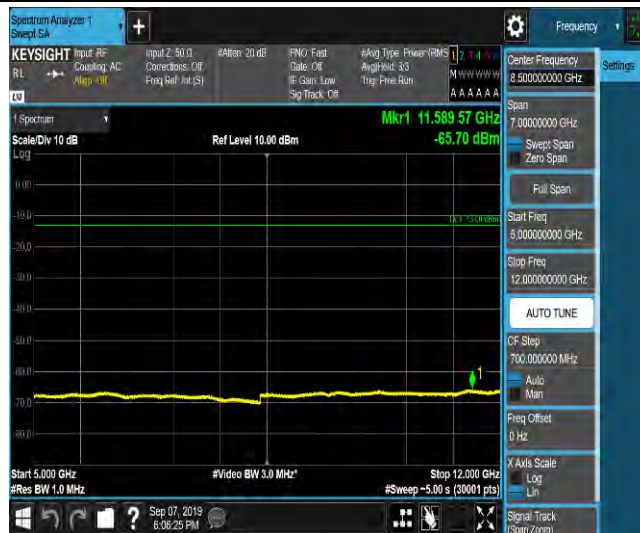 Spectrum Analyzer 1
Swept SA
+
Frequency
KEYSIGHT
RL
Input: RF
Coupling: AC
Align: Off
Input Z: 50 Ω
Corrections: Off
Freq Ref: Int (S)
#Atten: 20 dB
PNO: Fast
Gate: Off
IF Gain: Low
Sig Track: Off
#Avg Type: Power (RMS
Avg|Hold: 3/3
Trig: Free Run
M W W W W W
A A A A A A
1 Spectrum
Scale/Div 10 dB
Log
Ref Level 10.00 dBm
Mkr1 11.589 57 GHz
-65.70 dBm
0.00
-10.0
-20.0
-30.0
-40.0
-50.0
-60.0
-70.0
-80.0
1
Start 5.000 GHz
#Res BW 1.0 MHz
#Video BW 3.0 MHz*
Stop 12.000 GHz
#Sweep ~5.00 s (30001 pts)
Center Frequency
8.500000000 GHz
Settings
Span
7.00000000 GHz
Swept Span
Zero Span
Full Span
Start Freq
5.000000000 GHz
Stop Freq
12.000000000 GHz
AUTO TUNE
CF Step
700.000000 MHz
Auto
Man
Freq Offset
0 Hz
X Axis Scale
Log
Lin
Signal Track
(Span Zoom)
?
Sep 07, 2019
6:06:25 PM